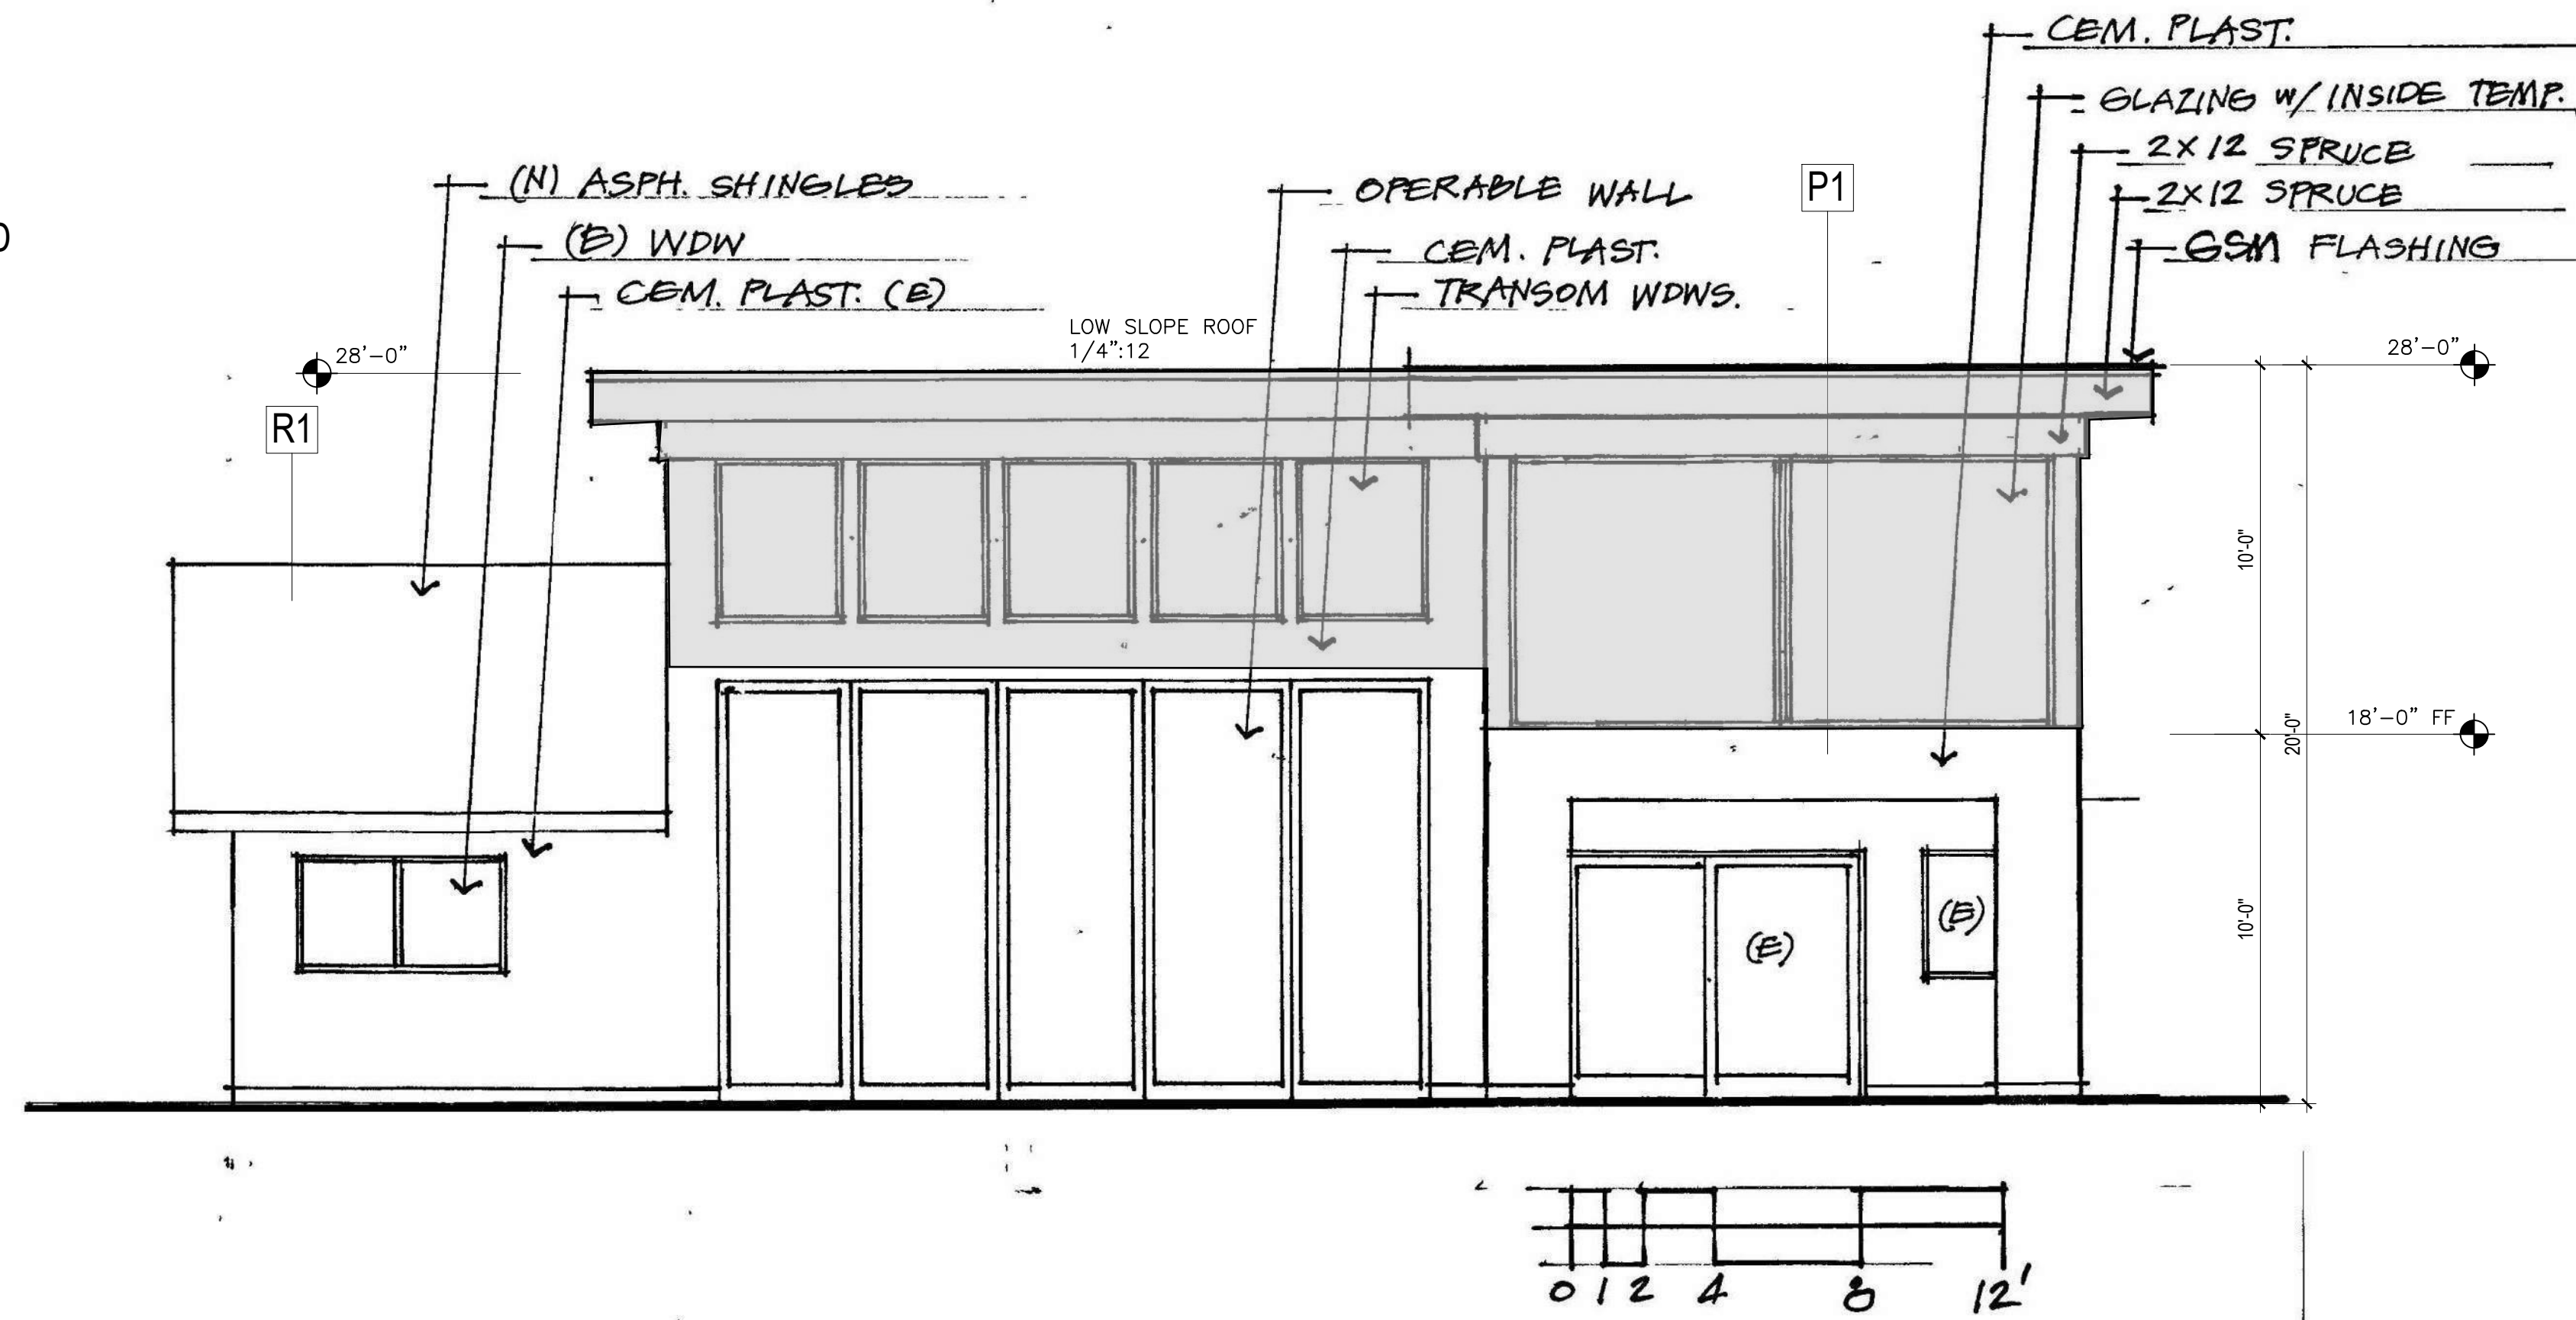 CEM. PLAST.
GLAZING W/ INSIDE TEMP.
2X12 SPRUCE
2X12 SPRUCE
GSM FLASHING
(N) ASPH. SHINGLES
(E) WDW
CEM. PLAST. (E)
OPERABLE WALL
CEM. PLAST.
TRANSOM WDWS.
P1
LOW SLOPE ROOF
1/4":12
28'-0"
28'-0"
R1
10'-0"
20'-0"
18'-0" FF
10'-0"
(E)
(E)
0 1 2 4 8 12'